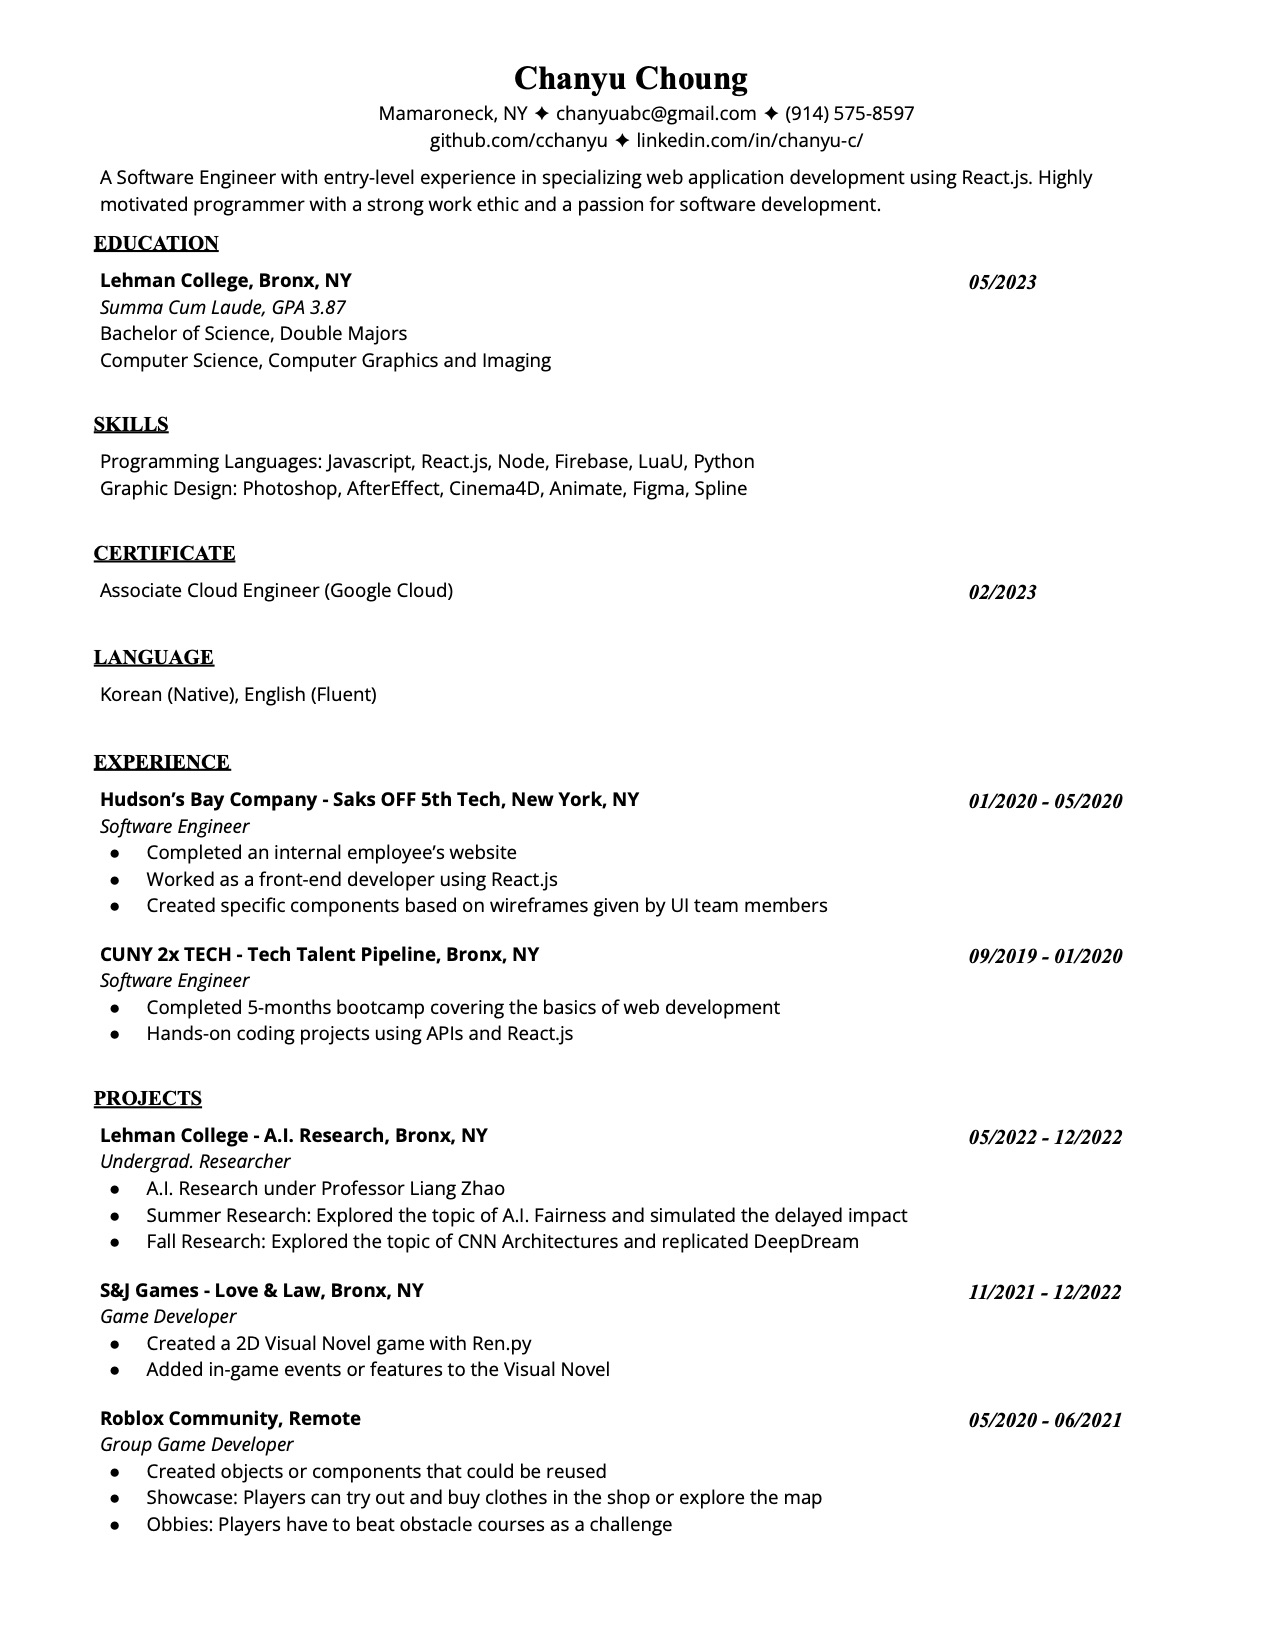 Chanyu Choung
Mamaroneck, NY ✦ chanyuabc@gmail.com ✦ (914) 575-8597
github.com/cchanyu ✦ linkedin.com/in/chanyu-c/
A Software Engineer with entry-level experience in specializing web application development using React.js. Highly
motivated programmer with a strong work ethic and a passion for software development.
EDUCATION
Lehman College, Bronx, NY 05/2023
Summa Cum Laude, GPA 3.87
Bachelor of Science, Double Majors
Computer Science, Computer Graphics and Imaging
SKILLS
Programming Languages: Javascript, React.js, Node, Firebase, LuaU, Python
Graphic Design: Photoshop, AfterEffect, Cinema4D, Animate, Figma, Spline
CERTIFICATE
Associate Cloud Engineer (Google Cloud) 02/2023
LANGUAGE
Korean (Native), English (Fluent)
EXPERIENCE
Hudson’s Bay Company - Saks OFF 5th Tech, New York, NY 01/2020 - 05/2020
Software Engineer
● Completed an internal employee’s website
● Worked as a front-end developer using React.js
● Created specific components based on wireframes given by UI team members
CUNY 2x TECH - Tech Talent Pipeline, Bronx, NY 09/2019 - 01/2020
Software Engineer
● Completed 5-months bootcamp covering the basics of web development
● Hands-on coding projects using APIs and React.js
PROJECTS
Lehman College - A.I. Research, Bronx, NY 05/2022 - 12/2022
Undergrad. Researcher
● A.I. Research under Professor Liang Zhao
● Summer Research: Explored the topic of A.I. Fairness and simulated the delayed impact
● Fall Research: Explored the topic of CNN Architectures and replicated DeepDream
S&J Games - Love & Law, Bronx, NY 11/2021 - 12/2022
Game Developer
● Created a 2D Visual Novel game with Ren.py
● Added in-game events or features to the Visual Novel
Roblox Community, Remote 05/2020 - 06/2021
Group Game Developer
● Created objects or components that could be reused
● Showcase: Players can try out and buy clothes in the shop or explore the map
● Obbies: Players have to beat obstacle courses as a challenge